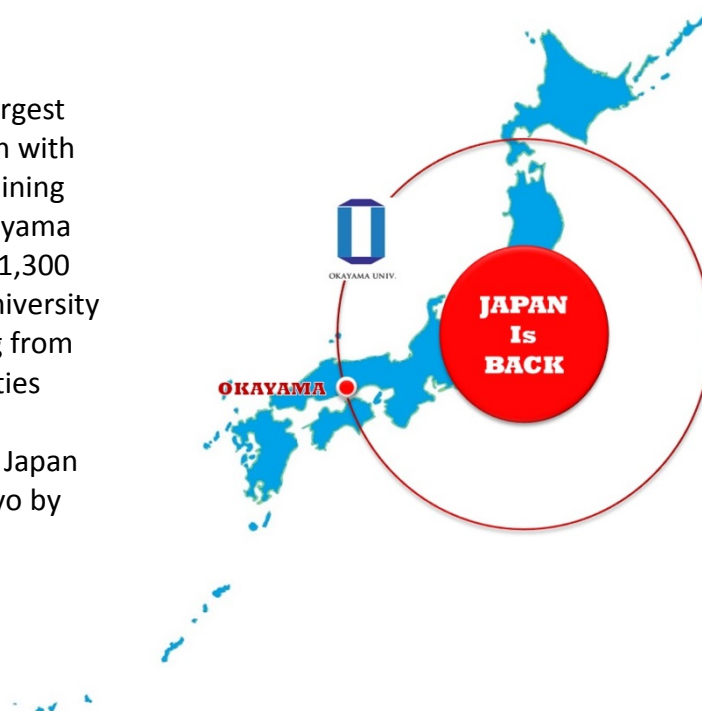 rgest
n with
ining
yama
1,300
niversity
g from
ties
Japan
yo by
OKAYAMA UNIV.
OKAYAMA
JAPAN
Is
BACK